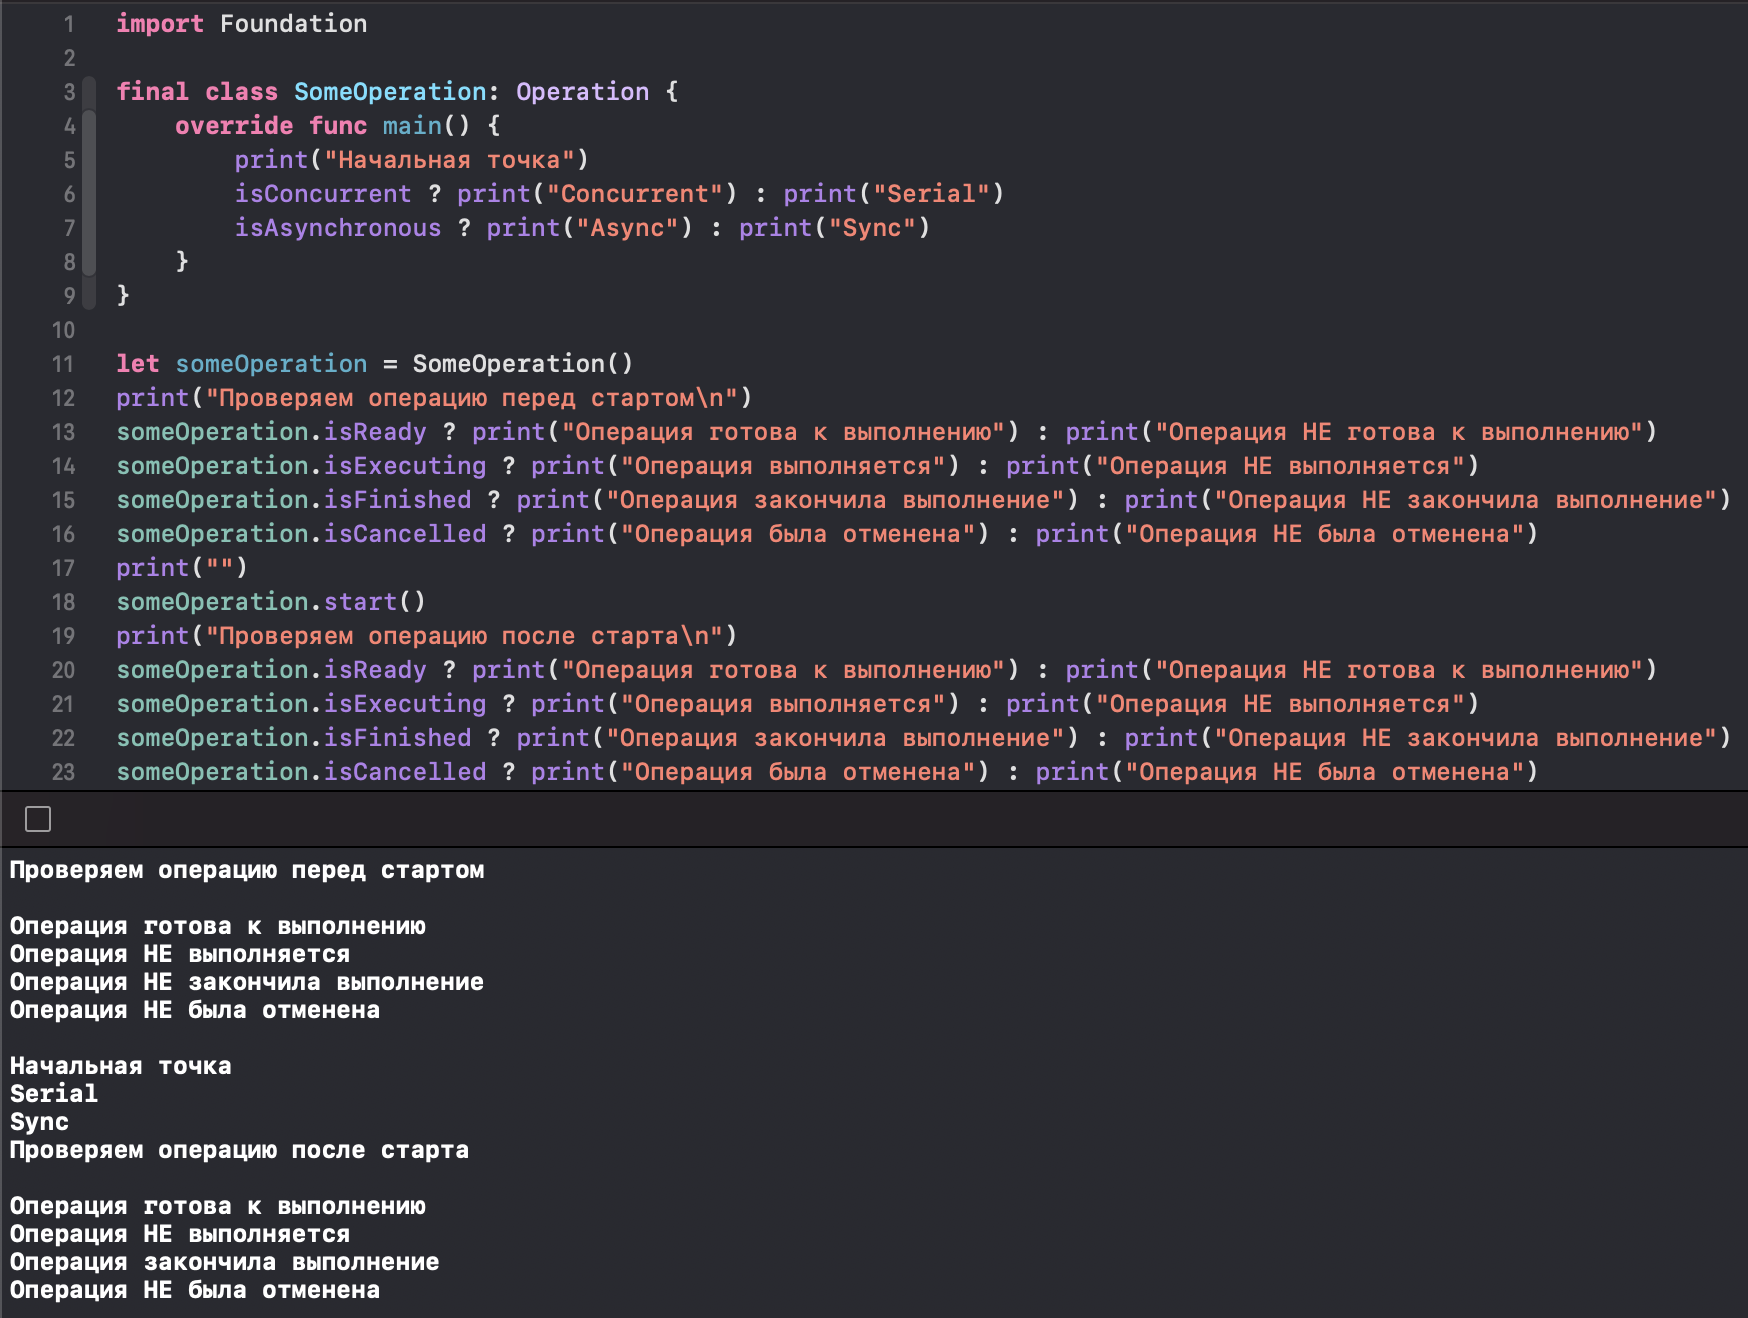 1 import Foundation
2
3 final class SomeOperation: Operation {
4     override func main() {
5         print("Начальная точка")
6         isConcurrent ? print("Concurrent") : print("Serial")
7         isAsynchronous ? print("Async") : print("Sync")
8     }
9 }
10
11 let someOperation = SomeOperation()
12 print("Проверяем операцию перед стартом\n")
13 someOperation.isReady ? print("Операция готова к выполнению") : print("Операция НЕ готова к выполнению")
14 someOperation.isExecuting ? print("Операция выполняется") : print("Операция НЕ выполняется")
15 someOperation.isFinished ? print("Операция закончила выполнение") : print("Операция НЕ закончила выполнение")
16 someOperation.isCancelled ? print("Операция была отменена") : print("Операция НЕ была отменена")
17 print("")
18 someOperation.start()
19 print("Проверяем операцию после старта\n")
20 someOperation.isReady ? print("Операция готова к выполнению") : print("Операция НЕ готова к выполнению")
21 someOperation.isExecuting ? print("Операция выполняется") : print("Операция НЕ выполняется")
22 someOperation.isFinished ? print("Операция закончила выполнение") : print("Операция НЕ закончила выполнение")
23 someOperation.isCancelled ? print("Операция была отменена") : print("Операция НЕ была отменена")
Проверяем операцию перед стартом

Операция готова к выполнению
Операция НЕ выполняется
Операция НЕ закончила выполнение
Операция НЕ была отменена

Начальная точка
Serial
Sync
Проверяем операцию после старта

Операция готова к выполнению
Операция НЕ выполняется
Операция закончила выполнение
Операция НЕ была отменена